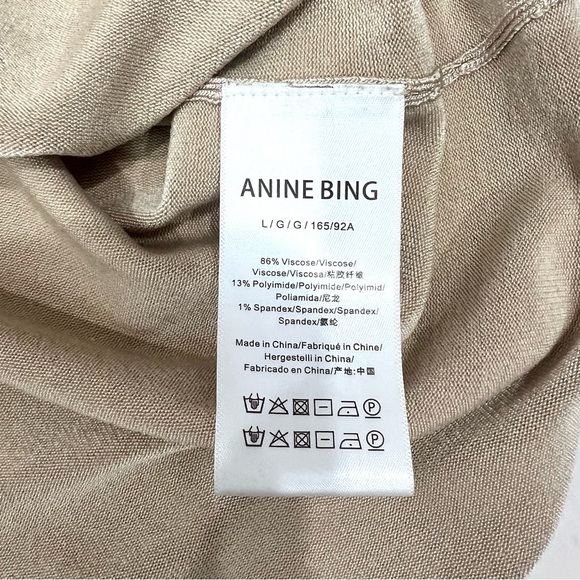 ANINE BING
L/G/G/165/92A
86% Viscose/Viscose/
Viscose/Viscosa/粘胶纤维
13% Polyimide/Polyimide/Polyimid/
Poliamida/尼龙
1% Spandex/Spandex/Spandex/
Spandex/氨纶
Made in China/Fabriqué in Chine/
Hergestelli in China/
Fabricado en China/产地:中国
P
P